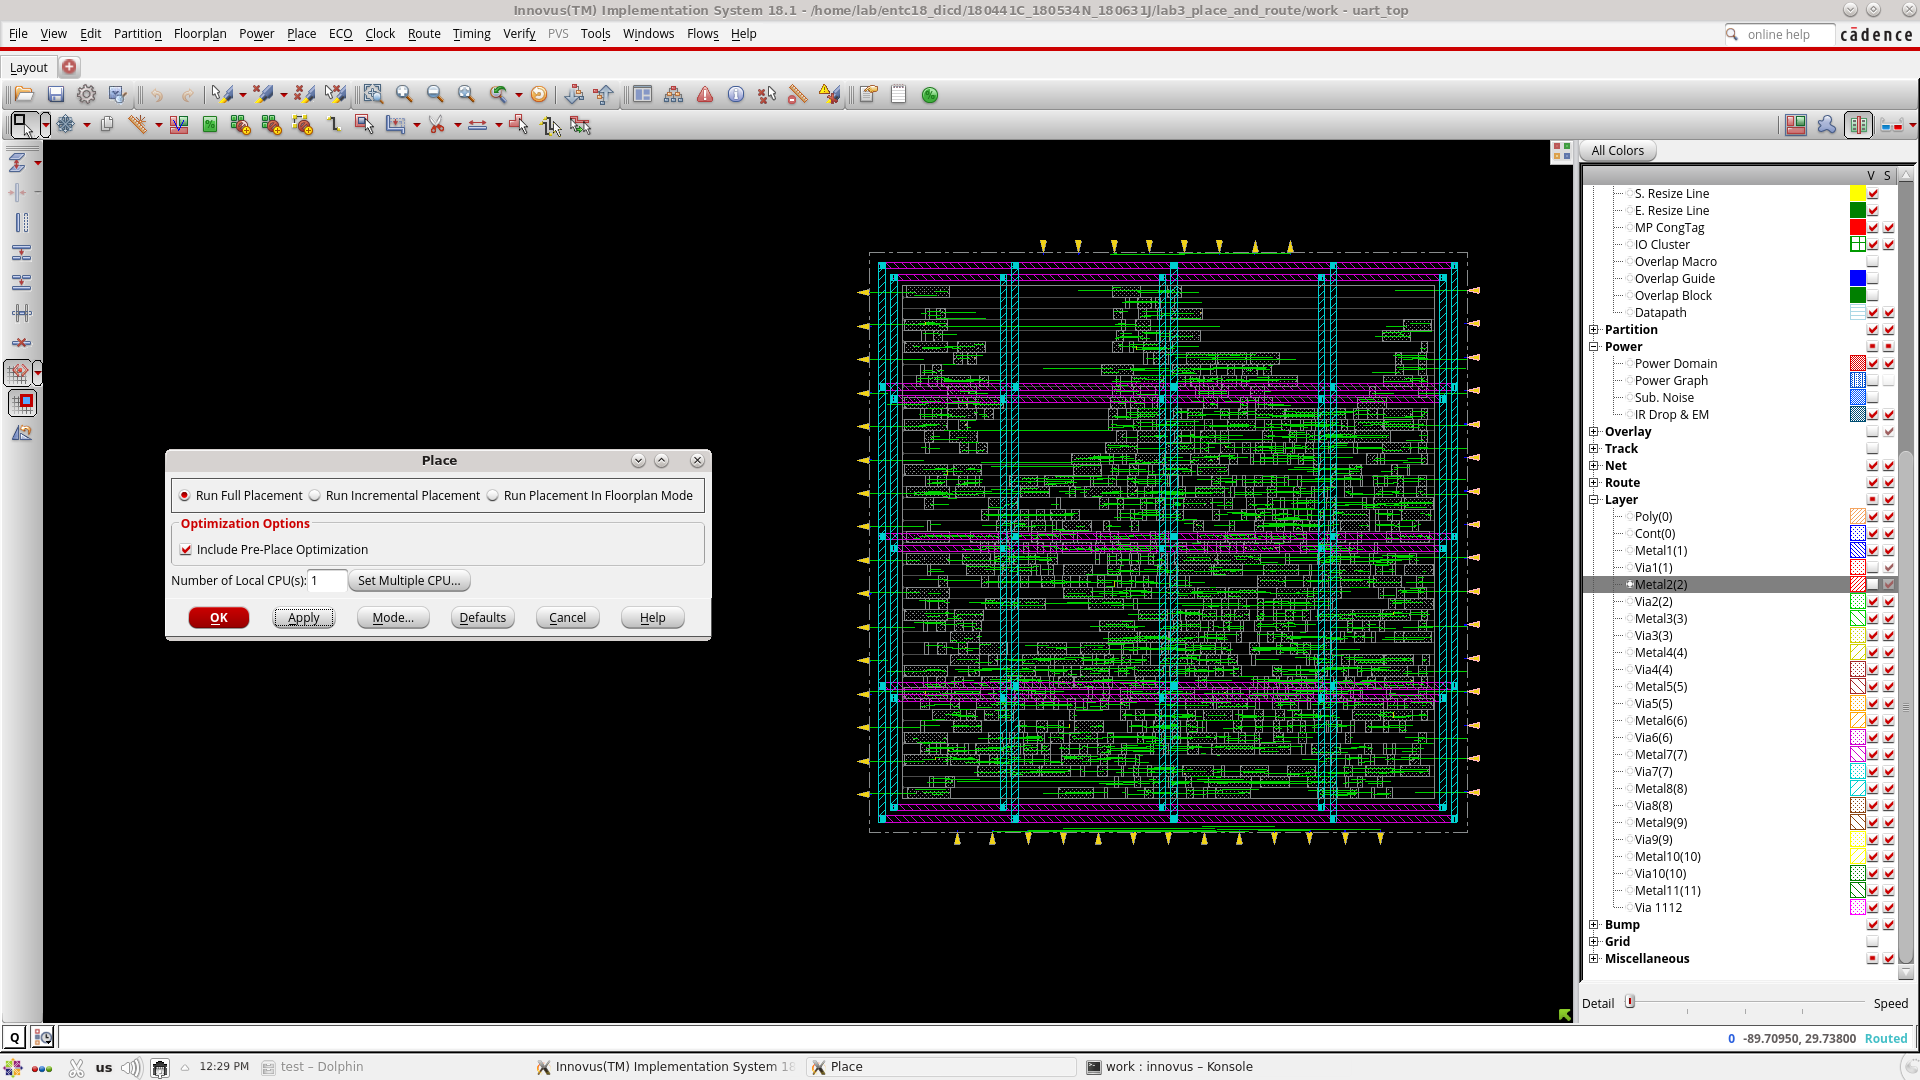 Innovus(TM) Implementation System 18.1 - /home/lab/entc18_dicd/180441C_180534N_180631J/lab3_place_and_route/work - uart_top
File View Edit Partition Floorplan Power Place ECO Clock Route Timing Verify PVS Tools Windows Flows Help
online help
cādence
Layout
All Colors
V S
S. Resize Line
E. Resize Line
MP CongTag
IO Cluster
Overlap Macro
Overlap Guide
Overlap Block
Datapath
Partition
Power
Power Domain
Power Graph
Sub. Noise
IR Drop & EM
Overlay
Track
Net
Route
Layer
Poly(0)
Cont(0)
Metal1(1)
Via1(1)
Metal2(2)
Via2(2)
Metal3(3)
Via3(3)
Metal4(4)
Via4(4)
Metal5(5)
Via5(5)
Metal6(6)
Via6(6)
Metal7(7)
Via7(7)
Metal8(8)
Via8(8)
Metal9(9)
Via9(9)
Metal10(10)
Via10(10)
Metal11(11)
Via 1112
Bump
Grid
Miscellaneous
Detail Speed
Place
Run Full Placement Run Incremental Placement Run Placement In Floorplan Mode
Optimization Options
Include Pre-Place Optimization
Number of Local CPU(s): 1 Set Multiple CPU...
OK Apply Mode... Defaults Cancel Help
Q
0 -89.70950, 29.73800 Routed
us 12:29 PM test – Dolphin Innovus(TM) Implementation System 18 Place work : innovus – Konsole